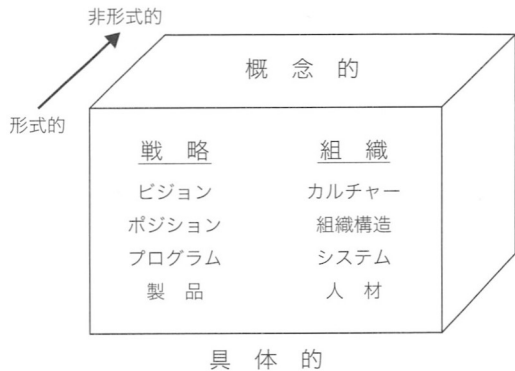 非形式的
概念的
形式的
戦略 組織
ビジョン カルチャー
ポジション 組織構造
プログラム システム
製品 人材
具体的